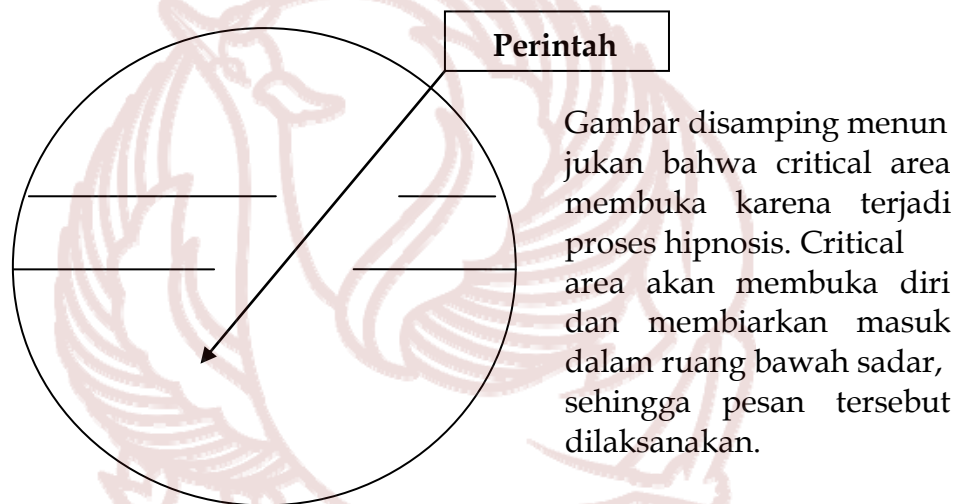 Perintah
Gambar disamping menun
jukan bahwa critical area
membuka karena terjadi
proses hipnosis. Critical
area akan membuka diri
dan membiarkan masuk
dalam ruang bawah sadar,
sehingga pesan tersebut
dilaksanakan.